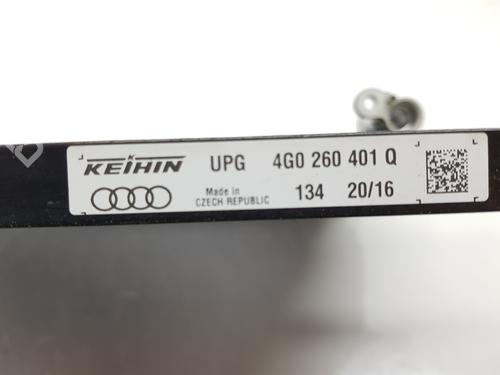 KEIHIN UPG 4G0 260 401 Q
Made in
CZECH REPUBLIC 134 20/16